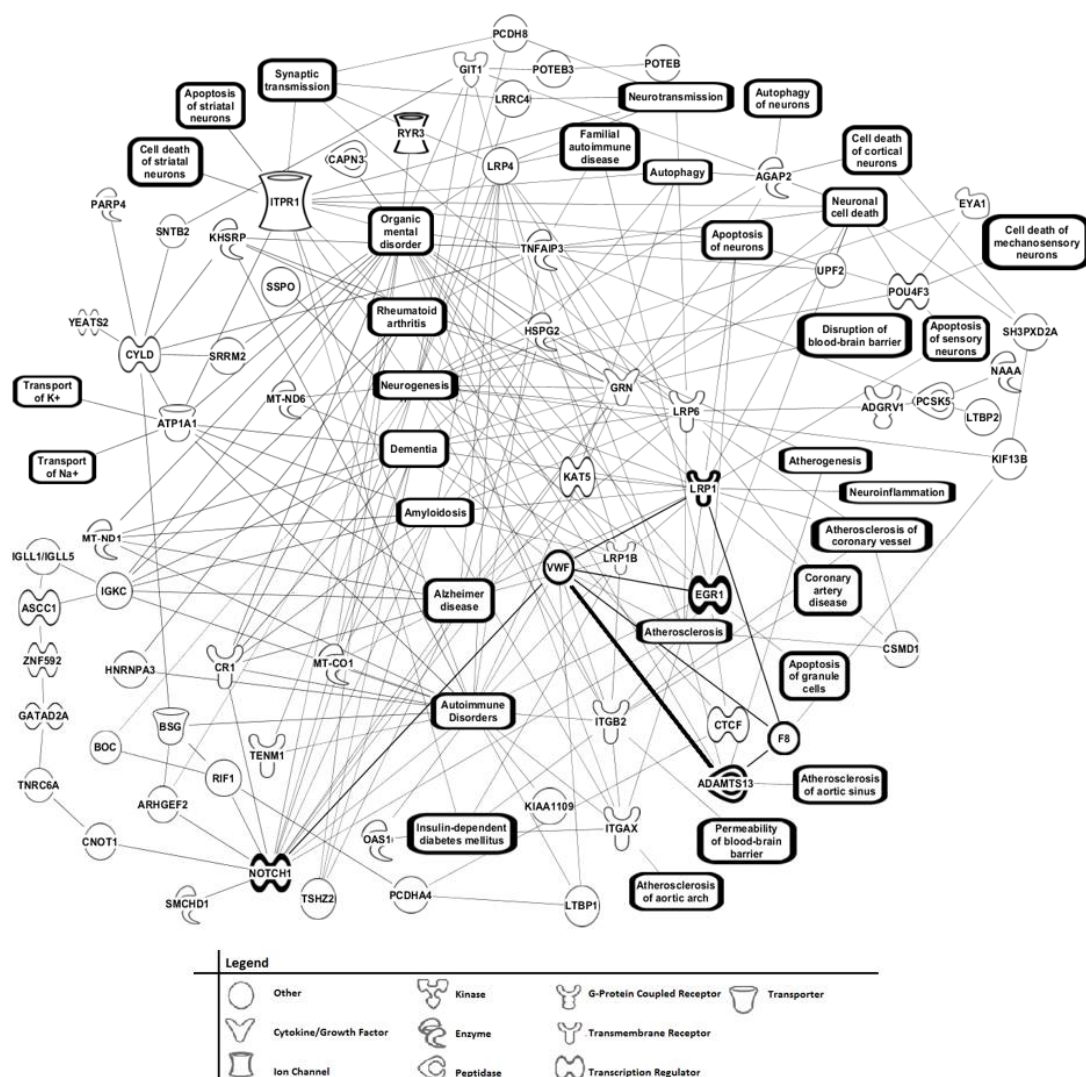 PCDH8
GIT1
POTEB3
POTEB
Synaptic
transmission
LRRC4
Neurotransmission
Autophagy
of neurons
Apoptosis
of striatal
neurons
RYR3
Familial
autoimmune
disease
Cell death
of cortical
neurons
Cell death
of striatal
neurons
CAPN3
LRP4
Autophagy
AGAP2
ITPR1
PARP4
SNTB2
KHSRP
Organic
mental
disorder
TNFAIP3
Apoptosis
of neurons
Neuronal
cell death
EYA1
Cell death of
mechanosensory
neurons
UPF2
SSPO
POU4F3
YEATS2
Rheumatoid
arthritis
HSPG2
Disruption of
blood-brain barrier
Apoptosis
of sensory
neurons
SH3PXD2A
CYLD
SRRM2
NAAA
Transport
of K+
MT-ND6
Neurogenesis
GRN
LRP6
ADGRV1
PCSK5
LTBP2
ATP1A1
Transport
of Na+
Dementia
KAT5
LRP1
Atherogenesis
KIF13B
Neuroinflammation
Amyloidosis
MT-ND1
Atherosclerosis of
coronary vessel
IGLL1/IGLL5
IGKC
LRP1B
VWF
ASCC1
Alzheimer
disease
EGR1
Coronary
artery
disease
Atherosclerosis
CSMD1
ZNF592
HNRNPA3
CR1
MT-CO1
Apoptosis
of granule
cells
GATAD2A
BSG
Autoimmune
Disorders
ITGB2
CTCF
F8
BOC
TENM1
TNRC6A
RIF1
ADAMTS13
Atherosclerosis
of aortic sinus
ARHGEF2
KIAA1109
CNOT1
OAS1
Insulin-dependent
diabetes mellitus
ITGAX
Permeability
of blood-brain
barrier
NOTCH1
SMCHD1
TSHZ2
PCDHA4
LTBP1
Atherosclerosis
of aortic arch
Legend
Other
Kinase
G-Protein Coupled Receptor
Transporter
Cytokine/Growth Factor
Enzyme
Transmembrane Receptor
Ion Channel
Peptidase
Transcription Regulator